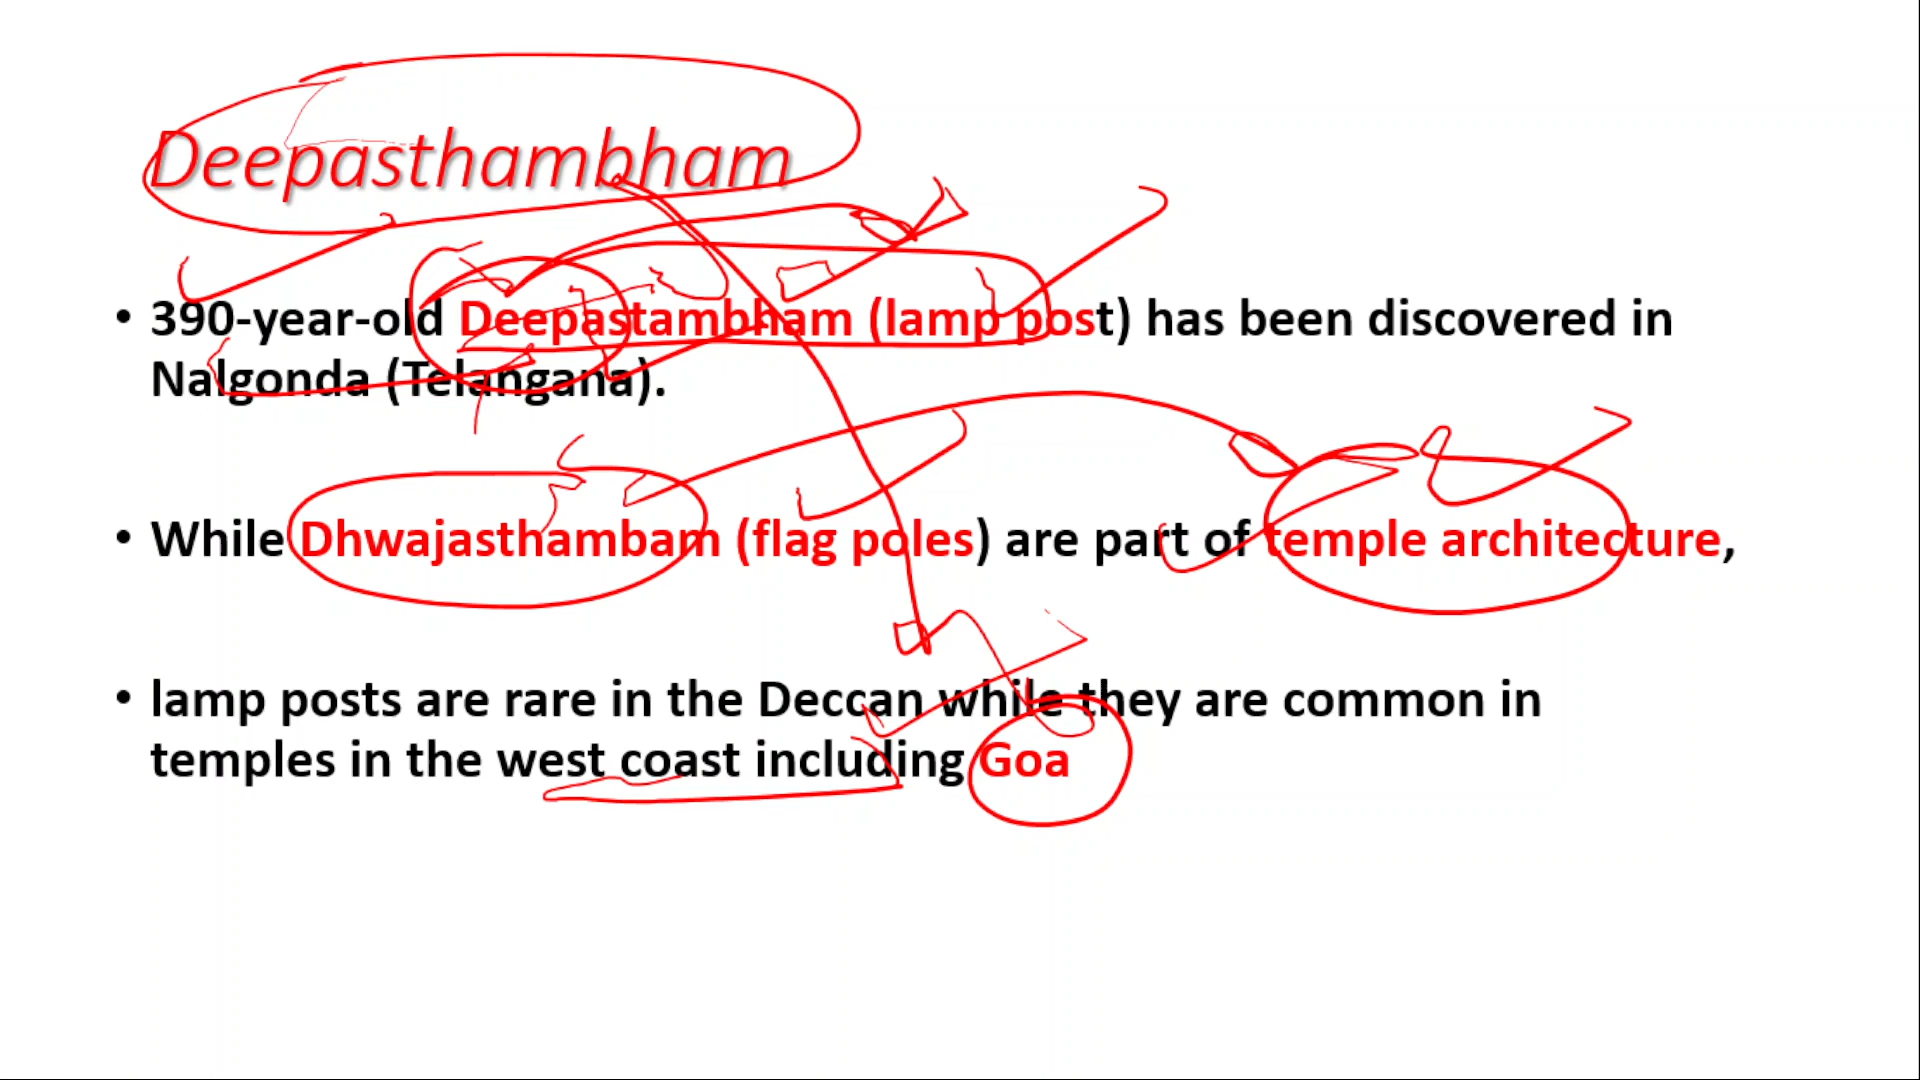 Deepasthambham
• 390-year-old Deepastambham (lamp post) has been discovered in
Nalgonda (Telangana).
• While Dhwajasthambam (flag poles) are part of temple architecture,
• lamp posts are rare in the Deccan while they are common in
temples in the west coast including Goa